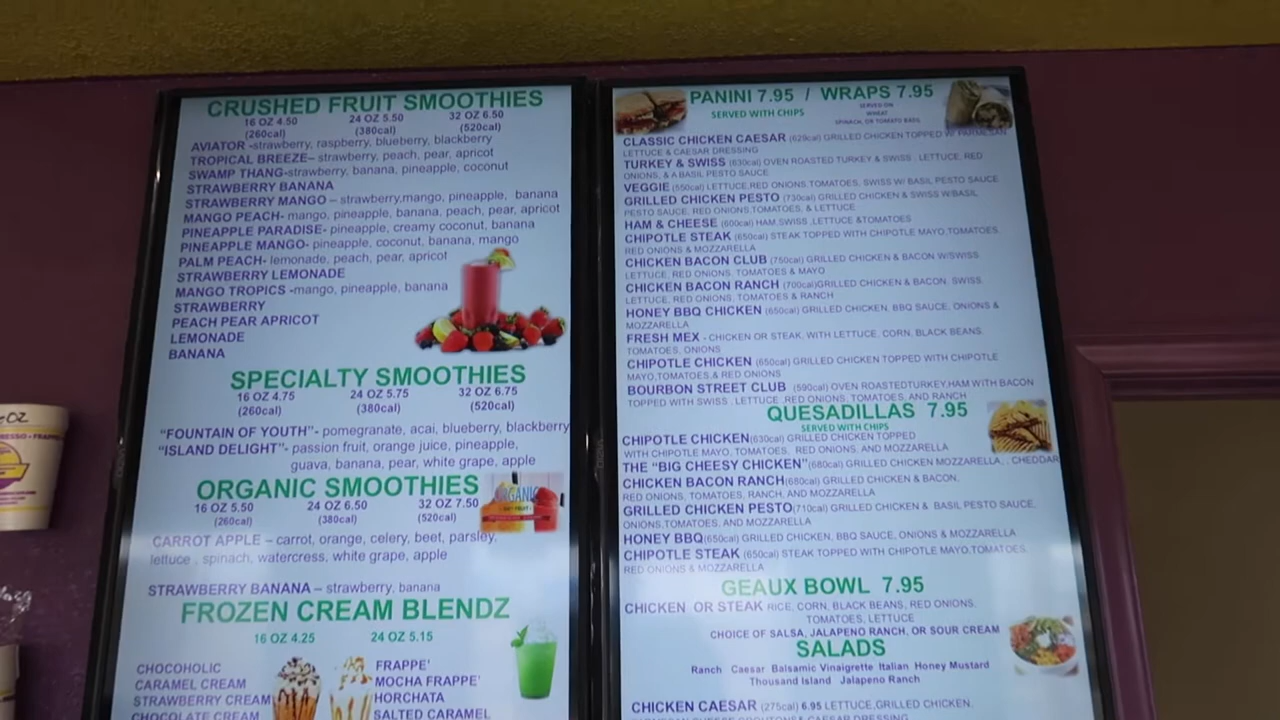 CRUSHED FRUIT SMOOTHIES
16 OZ 4.50 24 OZ 5.50 32 OZ 6.50
(260cal) (380cal) (520cal)
AVIATOR -strawberry, raspberry, blueberry, blackberry
TROPICAL BREEZE– strawberry, peach, pear, apricot
SWAMP THANG-strawberry, banana, pineapple, coconut
STRAWBERRY BANANA
STRAWBERRY MANGO – strawberry,mango, pineapple, banana
MANGO PEACH- mango, pineapple, banana, peach, pear, apricot
PINEAPPLE PARADISE- pineapple, creamy coconut, banana
PINEAPPLE MANGO- pineapple, coconut, banana, mango
PALM PEACH- lemonade, peach, pear, apricot
STRAWBERRY LEMONADE
MANGO TROPICS -mango, pineapple, banana
STRAWBERRY
PEACH PEAR APRICOT
LEMONADE
BANANA
SPECIALTY SMOOTHIES
16 OZ 4.75 24 OZ 5.75 32 OZ 6.75
(260cal) (380cal) (520cal)
“FOUNTAIN OF YOUTH”- pomegranate, acai, blueberry, blackberry
“ISLAND DELIGHT”- passion fruit, orange juice, pineapple,
guava, banana, pear, white grape, apple
ORGANIC SMOOTHIES
ORGANIC
16 OZ 5.50 24 OZ 6.50 32 OZ 7.50
(260cal) (380cal) (520cal)
CARROT APPLE – carrot, orange, celery, beet, parsley,
lettuce , spinach, watercress, white grape, apple
STRAWBERRY BANANA – strawberry, banana
FROZEN CREAM BLENDZ
16 OZ 4.25 24 OZ 5.15
CHOCOHOLIC
CARAMEL CREAM
STRAWBERRY CREAM
CHOCOLATE CREAM
FRAPPE'
MOCHA FRAPPE'
HORCHATA
SALTED CARAMEL
PANINI 7.95 / WRAPS 7.95
SERVED WITH CHIPS
SERVED ON
WHEAT
SPINACH, OR TOMATO BASIL
CLASSIC CHICKEN CAESAR (629cal) GRILLED CHICKEN TOPPED W/ PARMESAN
LETTUCE & CAESAR DRESSING
TURKEY & SWISS (630cal) OVEN ROASTED TURKEY & SWISS , LETTUCE, RED
ONIONS, & A BASIL PESTO SAUCE
VEGGIE (550cal) LETTUCE,RED ONIONS,TOMATOES, SWISS W/ BASIL PESTO SAUCE
GRILLED CHICKEN PESTO (730cal) GRILLED CHICKEN & SWISS W/BASIL
PESTO SAUCE, RED ONIONS,TOMATOES, & LETTUCE
HAM & CHEESE (600cal) HAM,SWISS ,LETTUCE &TOMATOES
CHIPOTLE STEAK (650cal) STEAK TOPPED WITH CHIPOTLE MAYO,TOMATOES,
RED ONIONS & MOZZARELLA
CHICKEN BACON CLUB (750cal) GRILLED CHICKEN & BACON W/SWISS,
LETTUCE, RED ONIONS, TOMATOES & MAYO
CHICKEN BACON RANCH (700cal)GRILLED CHICKEN & BACON, SWISS,
LETTUCE, RED ONIONS, TOMATOES & RANCH
HONEY BBQ CHICKEN (650cal) GRILLED CHICKEN, BBQ SAUCE, ONIONS &
MOZZARELLA
FRESH MEX - CHICKEN OR STEAK, WITH LETTUCE, CORN, BLACK BEANS,
TOMATOES, ONIONS
CHIPOTLE CHICKEN (650cal) GRILLED CHICKEN TOPPED WITH CHIPOTLE
MAYO,TOMATOES,& RED ONIONS
BOURBON STREET CLUB (590cal) OVEN ROASTEDTURKEY,HAM WITH BACON
TOPPED WITH SWISS , LETTUCE ,RED ONIONS, TOMATOES, AND RANCH
QUESADILLAS 7.95
SERVED WITH CHIPS
CHIPOTLE CHICKEN(630cal) GRILLED CHICKEN TOPPED
WITH CHIPOTLE MAYO, TOMATOES, RED ONIONS, AND MOZZARELLA
THE “BIG CHEESY CHICKEN”(680cal) GRILLED CHICKEN MOZZARELLA, , CHEDDAR
CHICKEN BACON RANCH(680cal) GRILLED CHICKEN & BACON,
RED ONIONS, TOMATOES, RANCH, AND MOZZARELLA
GRILLED CHICKEN PESTO(710cal) GRILLED CHICKEN & BASIL PESTO SAUCE,
ONIONS,TOMATOES, AND MOZZARELLA
HONEY BBQ(650cal) GRILLED CHICKEN, BBQ SAUCE, ONIONS & MOZZARELLA
CHIPOTLE STEAK (650cal) STEAK TOPPED WITH CHIPOTLE MAYO,TOMATOES,
RED ONIONS & MOZZARELLA
GEAUX BOWL 7.95
CHICKEN OR STEAK RICE, CORN, BLACK BEANS, RED ONIONS,
TOMATOES, LETTUCE
CHOICE OF SALSA, JALAPENO RANCH, OR SOUR CREAM
SALADS
Ranch Caesar Balsamic Vinaigrette Italian Honey Mustard
Thousand Island Jalapeno Ranch
CHICKEN CAESAR (275cal) 6.95 LETTUCE,GRILLED CHICKEN,
PARMESAN CHEESE CROUTONS& CAESAR DRESSING
OZ